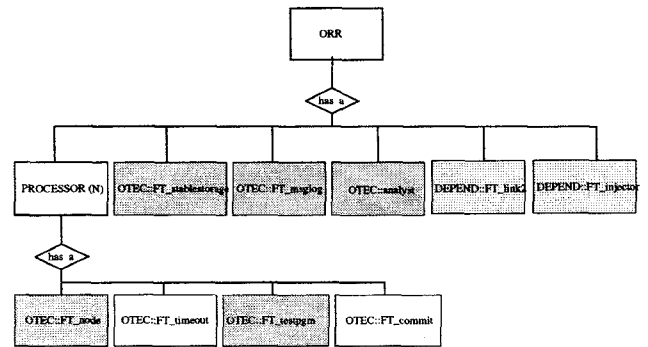 ORR
has a
PROCESSOR (N)
OTEC::FT_stablestorage
OTEC::FT_msglog
OTEC::analyst
DEPEND::FT_link2
DEPEND::FT_injector
has a
OTEC::FT_node
OTEC::FT_timeout
OTEC::FT_testpgm
OTEC::FT_commit